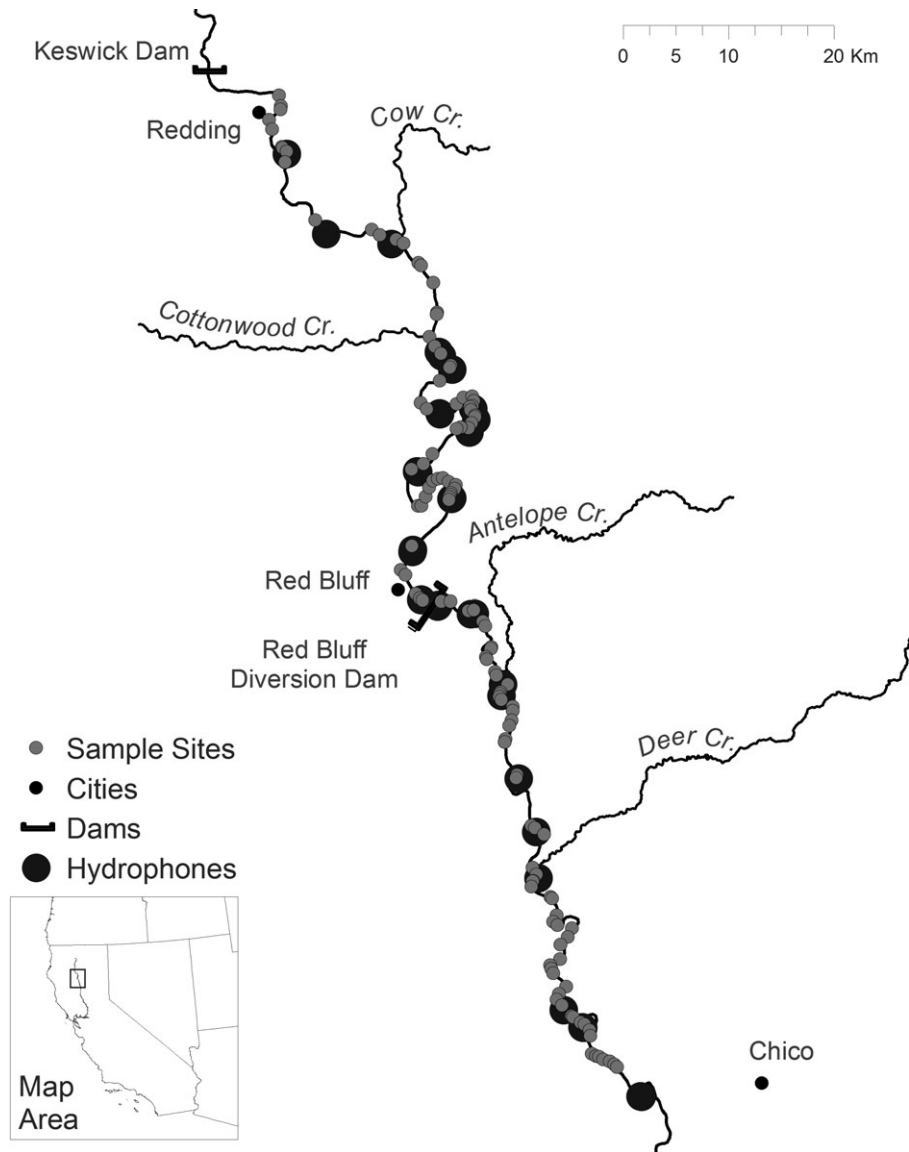 Keswick Dam
0 5 10 20 Km
Redding
Cow Cr.
Cottonwood Cr.
Antelope Cr.
Red Bluff
Red Bluff
Diversion Dam
Deer Cr.
Sample Sites
Cities
Dams
Hydrophones
Map
Area
Chico